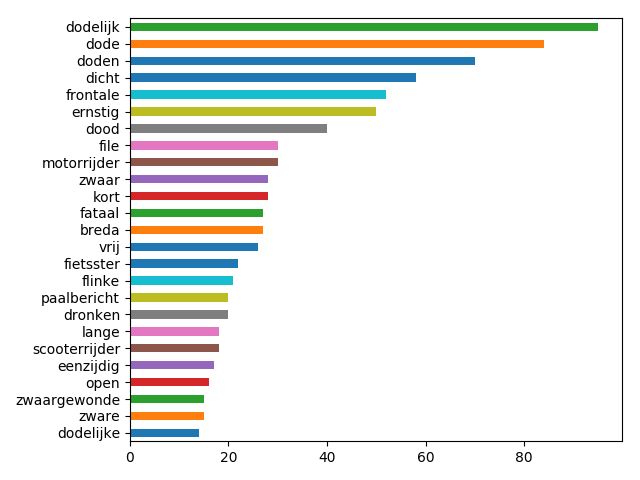 dodelijk
dode
doden
dicht
frontale
ernstig
dood
file
motorrijder
zwaar
kort
fataal
breda
vrij
fietsster
flinke
paalbericht
dronken
lange
scooterrijder
eenzijdig
open
zwaargewonde
zware
dodelijke
0 20 40 60 80